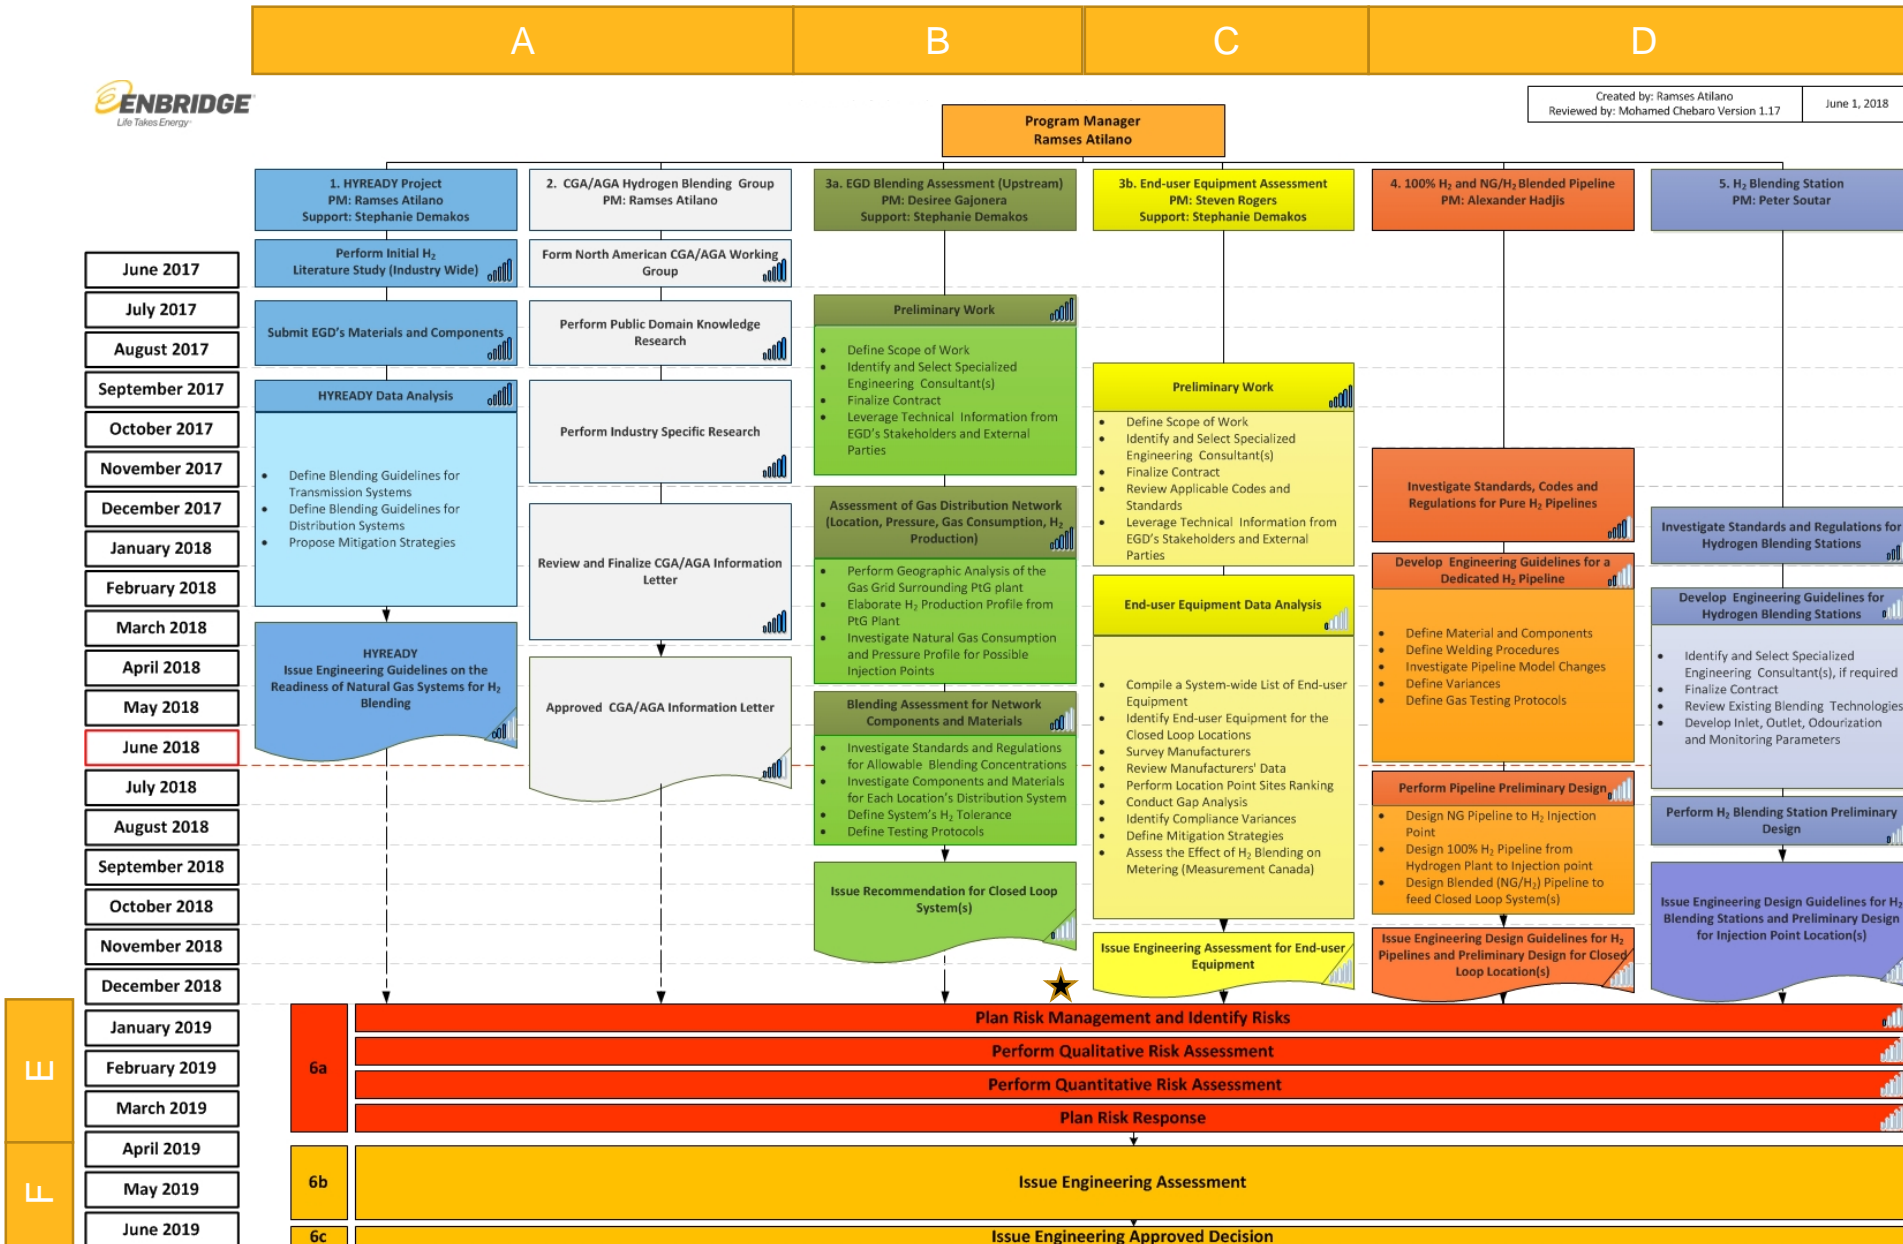 A
B
C
D
ENBRIDGE
Life Takes Energy
Created by: Ramses Atilano
Reviewed by: Mohamed Chebaro Version 1.17
June 1, 2018
Program Manager
Ramses Atilano
1. HYREADY Project
PM: Ramses Atilano
Support: Stephanie Demakos
2. CGA/AGA Hydrogen Blending Group
PM: Ramses Atilano
3a. EGD Blending Assessment (Upstream)
PM: Desiree Gajonera
Support: Stephanie Demakos
3b. End-user Equipment Assessment
PM: Steven Rogers
Support: Stephanie Demakos
4. 100% H₂ and NG/H₂ Blended Pipeline
PM: Alexander Hadjis
5. H₂ Blending Station
PM: Peter Soutar
June 2017
July 2017
August 2017
September 2017
October 2017
November 2017
December 2017
January 2018
February 2018
March 2018
April 2018
May 2018
June 2018
July 2018
August 2018
September 2018
October 2018
November 2018
December 2018
January 2019
February 2019
March 2019
April 2019
May 2019
June 2019
Perform Initial H₂
Literature Study (Industry Wide)
Submit EGD's Materials and Components
HYREADY Data Analysis
• Define Blending Guidelines for
Transmission Systems
• Define Blending Guidelines for
Distribution Systems
• Propose Mitigation Strategies
HYREADY
Issue Engineering Guidelines on the
Readiness of Natural Gas Systems for H₂
Blending
Form North American CGA/AGA Working
Group
Perform Public Domain Knowledge
Research
Perform Industry Specific Research
Review and Finalize CGA/AGA Information
Letter
Approved CGA/AGA Information Letter
Preliminary Work
• Define Scope of Work
• Identify and Select Specialized
Engineering Consultant(s)
• Finalize Contract
• Leverage Technical Information from
EGD's Stakeholders and External
Parties
Assessment of Gas Distribution Network
(Location, Pressure, Gas Consumption, H₂
Production)
• Perform Geographic Analysis of the
Gas Grid Surrounding PtG plant
• Elaborate H₂ Production Profile from
PtG Plant
• Investigate Natural Gas Consumption
and Pressure Profile for Possible
Injection Points
Blending Assessment for Network
Components and Materials
• Investigate Standards and Regulations
for Allowable Blending Concentrations
• Investigate Components and Materials
for Each Location's Distribution System
• Define System's H₂ Tolerance
• Define Testing Protocols
Issue Recommendation for Closed Loop
System(s)
Preliminary Work
• Define Scope of Work
• Identify and Select Specialized
Engineering Consultant(s)
• Finalize Contract
• Review Applicable Codes and
Standards
• Leverage Technical Information from
EGD's Stakeholders and External
Parties
End-user Equipment Data Analysis
• Compile a System-wide List of End-user
Equipment
• Identify End-user Equipment for the
Closed Loop Locations
• Survey Manufacturers
• Review Manufacturers' Data
• Perform Location Point Sites Ranking
• Conduct Gap Analysis
• Identify Compliance Variances
• Define Mitigation Strategies
• Assess the Effect of H₂ Blending on
Metering (Measurement Canada)
Issue Engineering Assessment for End-user
Equipment
Investigate Standards, Codes and
Regulations for Pure H₂ Pipelines
Develop Engineering Guidelines for a
Dedicated H₂ Pipeline
• Define Material and Components
• Define Welding Procedures
• Investigate Pipeline Model Changes
• Define Variances
• Define Gas Testing Protocols
Perform Pipeline Preliminary Design
• Design NG Pipeline to H₂ Injection
Point
• Design 100% H₂ Pipeline from
Hydrogen Plant to Injection point
• Design Blended (NG/H₂) Pipeline to
feed Closed Loop System(s)
Issue Engineering Design Guidelines for H₂
Pipelines and Preliminary Design for Closed
Loop Location(s)
Investigate Standards and Regulations for
Hydrogen Blending Stations
Develop Engineering Guidelines for
Hydrogen Blending Stations
• Identify and Select Specialized
Engineering Consultant(s), if required
• Finalize Contract
• Review Existing Blending Technologies
• Develop Inlet, Outlet, Odourization
and Monitoring Parameters
Perform H₂ Blending Station Preliminary
Design
Issue Engineering Design Guidelines for H₂
Blending Stations and Preliminary Design
for Injection Point Location(s)
E
6a
Plan Risk Management and Identify Risks
Perform Qualitative Risk Assessment
Perform Quantitative Risk Assessment
Plan Risk Response
F
6b
Issue Engineering Assessment
6c
Issue Engineering Approved Decision